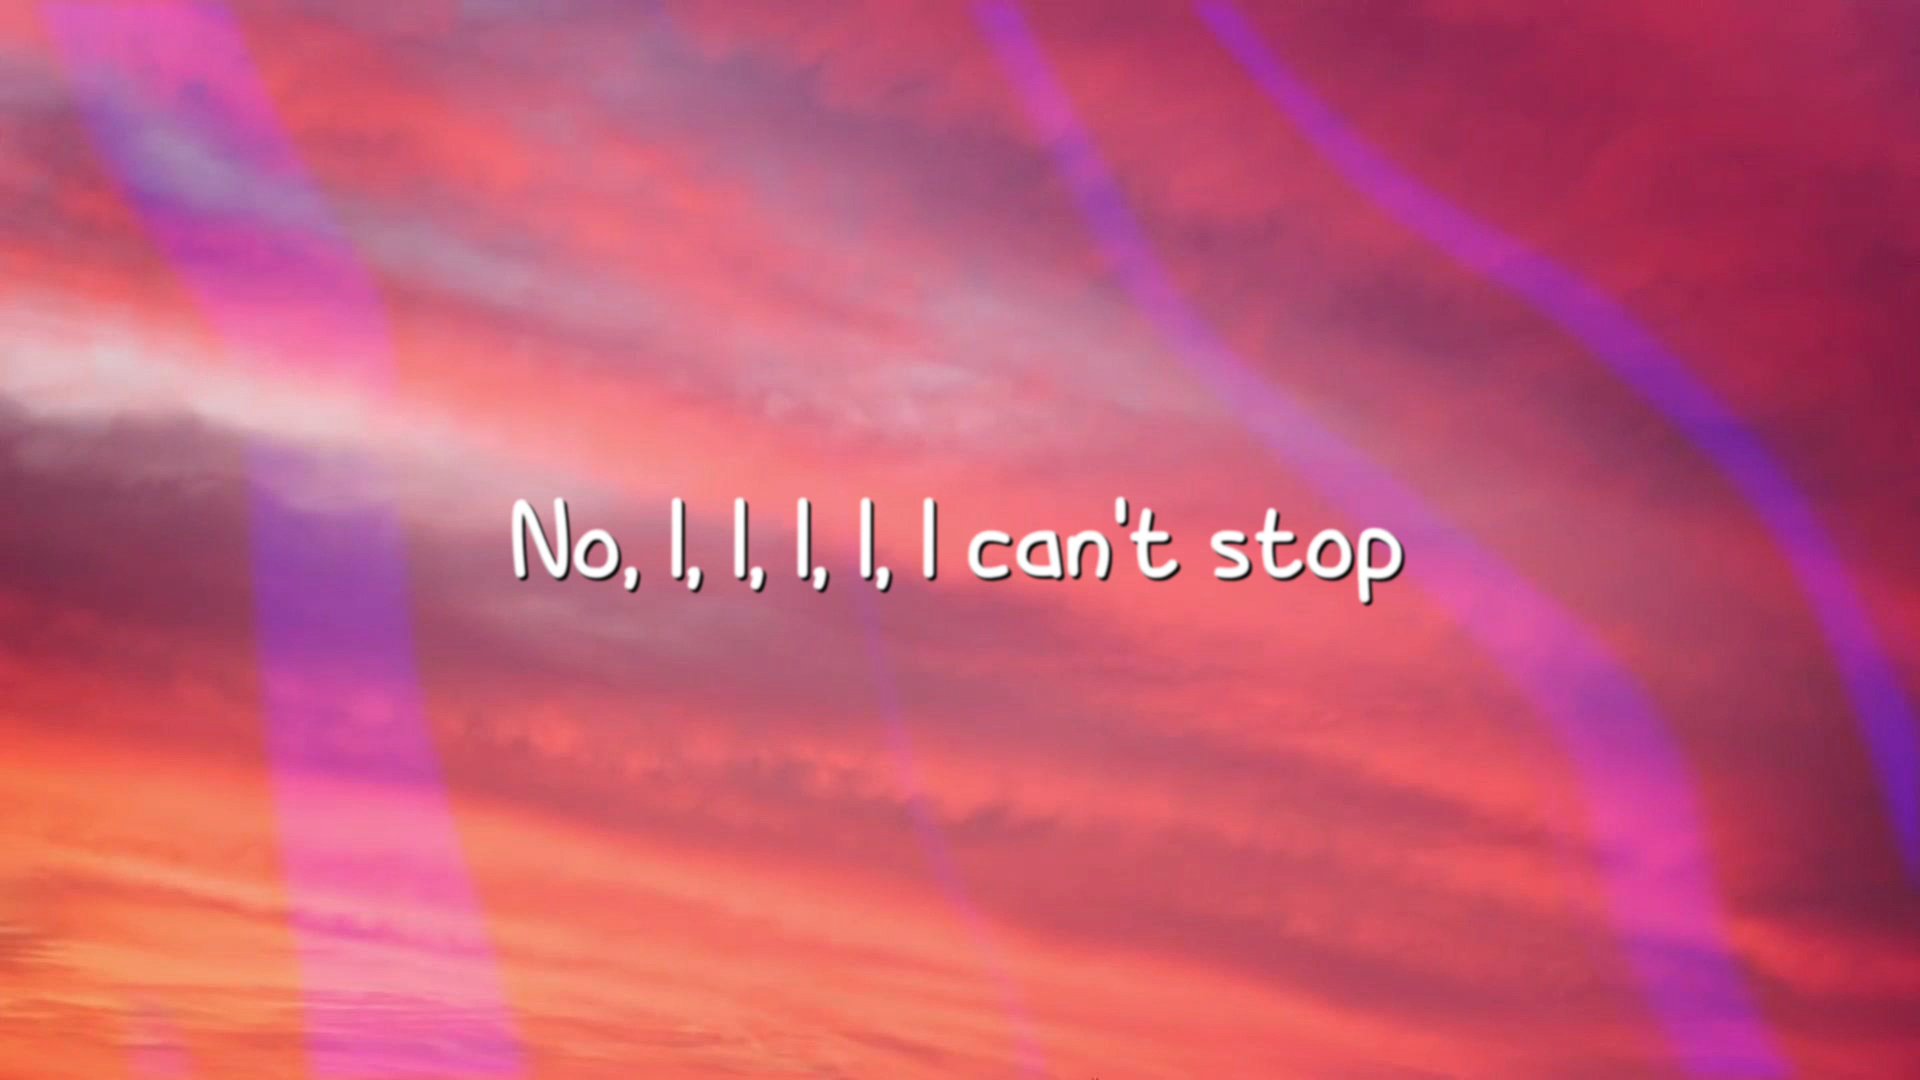 No, I, I, I, I, I can't stop